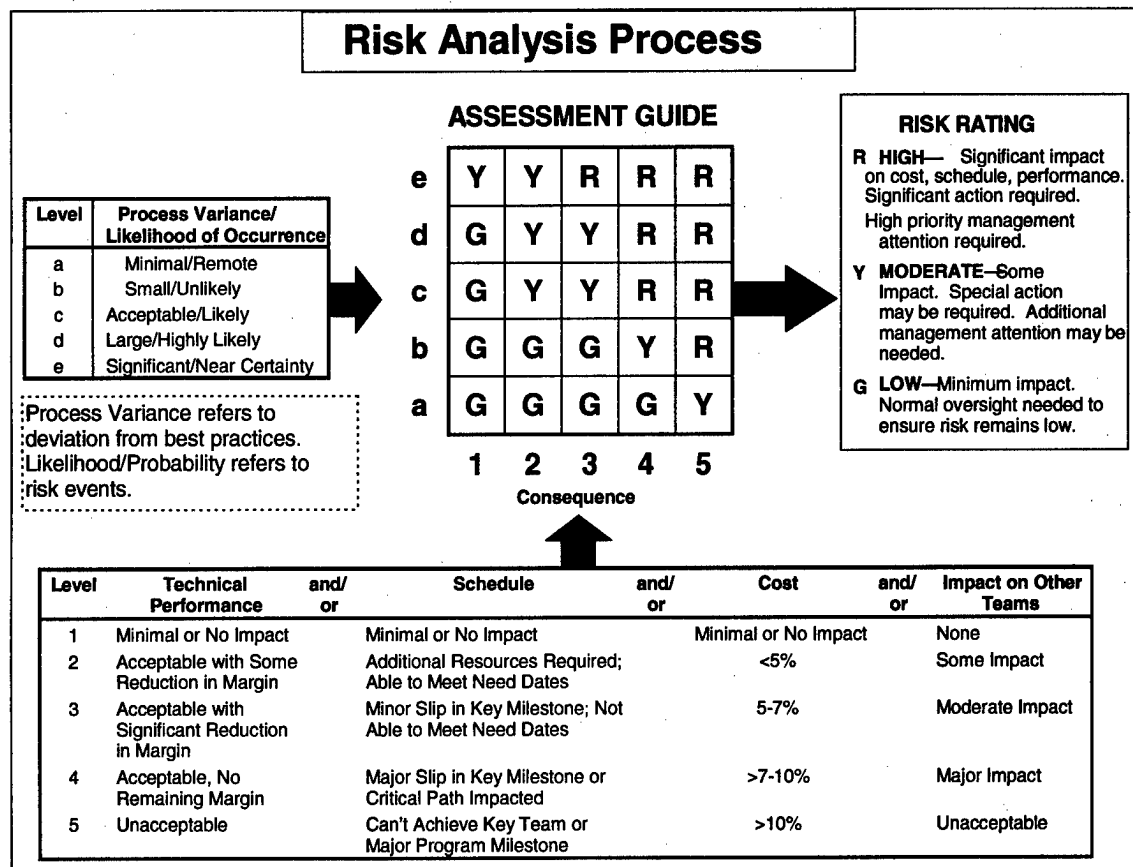 Risk Analysis Process
ASSESSMENT GUIDE
Level Process Variance/
Likelihood of Occurrence
a Minimal/Remote
b Small/Unlikely
c Acceptable/Likely
d Large/Highly Likely
e Significant/Near Certainty
Process Variance refers to
deviation from best practices.
Likelihood/Probability refers to
risk events.
e Y Y R R R
d G Y Y R R
c G Y Y R R
b G G G Y R
a G G G G Y
1 2 3 4 5
Consequence
RISK RATING
R HIGH— Significant impact
on cost, schedule, performance.
Significant action required.
High priority management
attention required.
Y MODERATE—Some
Impact. Special action
may be required. Additional
management attention may be
needed.
G LOW—Minimum impact.
Normal oversight needed to
ensure risk remains low.
Level Technical and/ Schedule and/ Cost and/ Impact on Other
Performance or or or Teams
1 Minimal or No Impact Minimal or No Impact Minimal or No Impact None
2 Acceptable with Some Additional Resources Required; <5% Some Impact
Reduction in Margin Able to Meet Need Dates
3 Acceptable with Minor Slip in Key Milestone; Not 5-7% Moderate Impact
Significant Reduction Able to Meet Need Dates
in Margin
4 Acceptable, No Major Slip in Key Milestone or >7-10% Major Impact
Remaining Margin Critical Path Impacted
5 Unacceptable Can't Achieve Key Team or >10% Unacceptable
Major Program Milestone